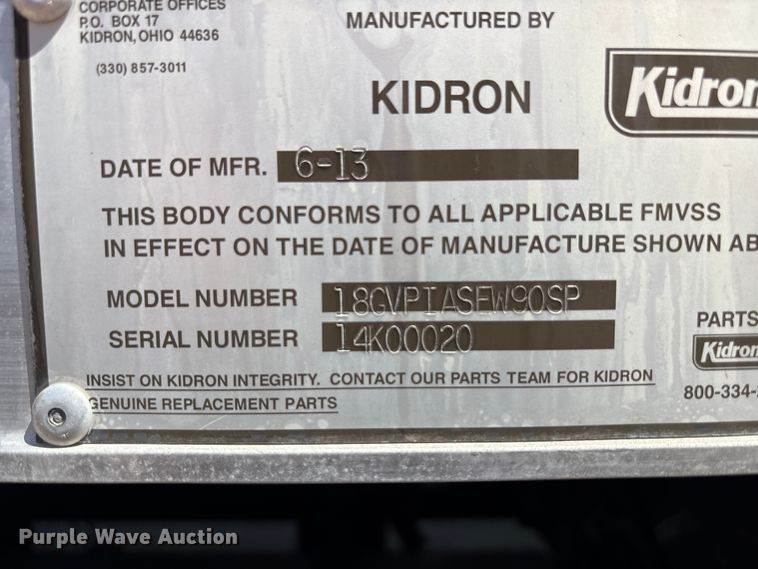 CORPORATE OFFICES
P.O. BOX 17
KIDRON, OHIO 44636
(330) 857-3011
MANUFACTURED BY
KIDRON
Kidron
DATE OF MFR. 6-13
THIS BODY CONFORMS TO ALL APPLICABLE FMVSS
IN EFFECT ON THE DATE OF MANUFACTURE SHOWN AB
MODEL NUMBER 18GVPIASFW90SP
SERIAL NUMBER 14K00020
PARTS
Kidron
800-334-
INSIST ON KIDRON INTEGRITY. CONTACT OUR PARTS TEAM FOR KIDRON
GENUINE REPLACEMENT PARTS
Purple Wave Auction